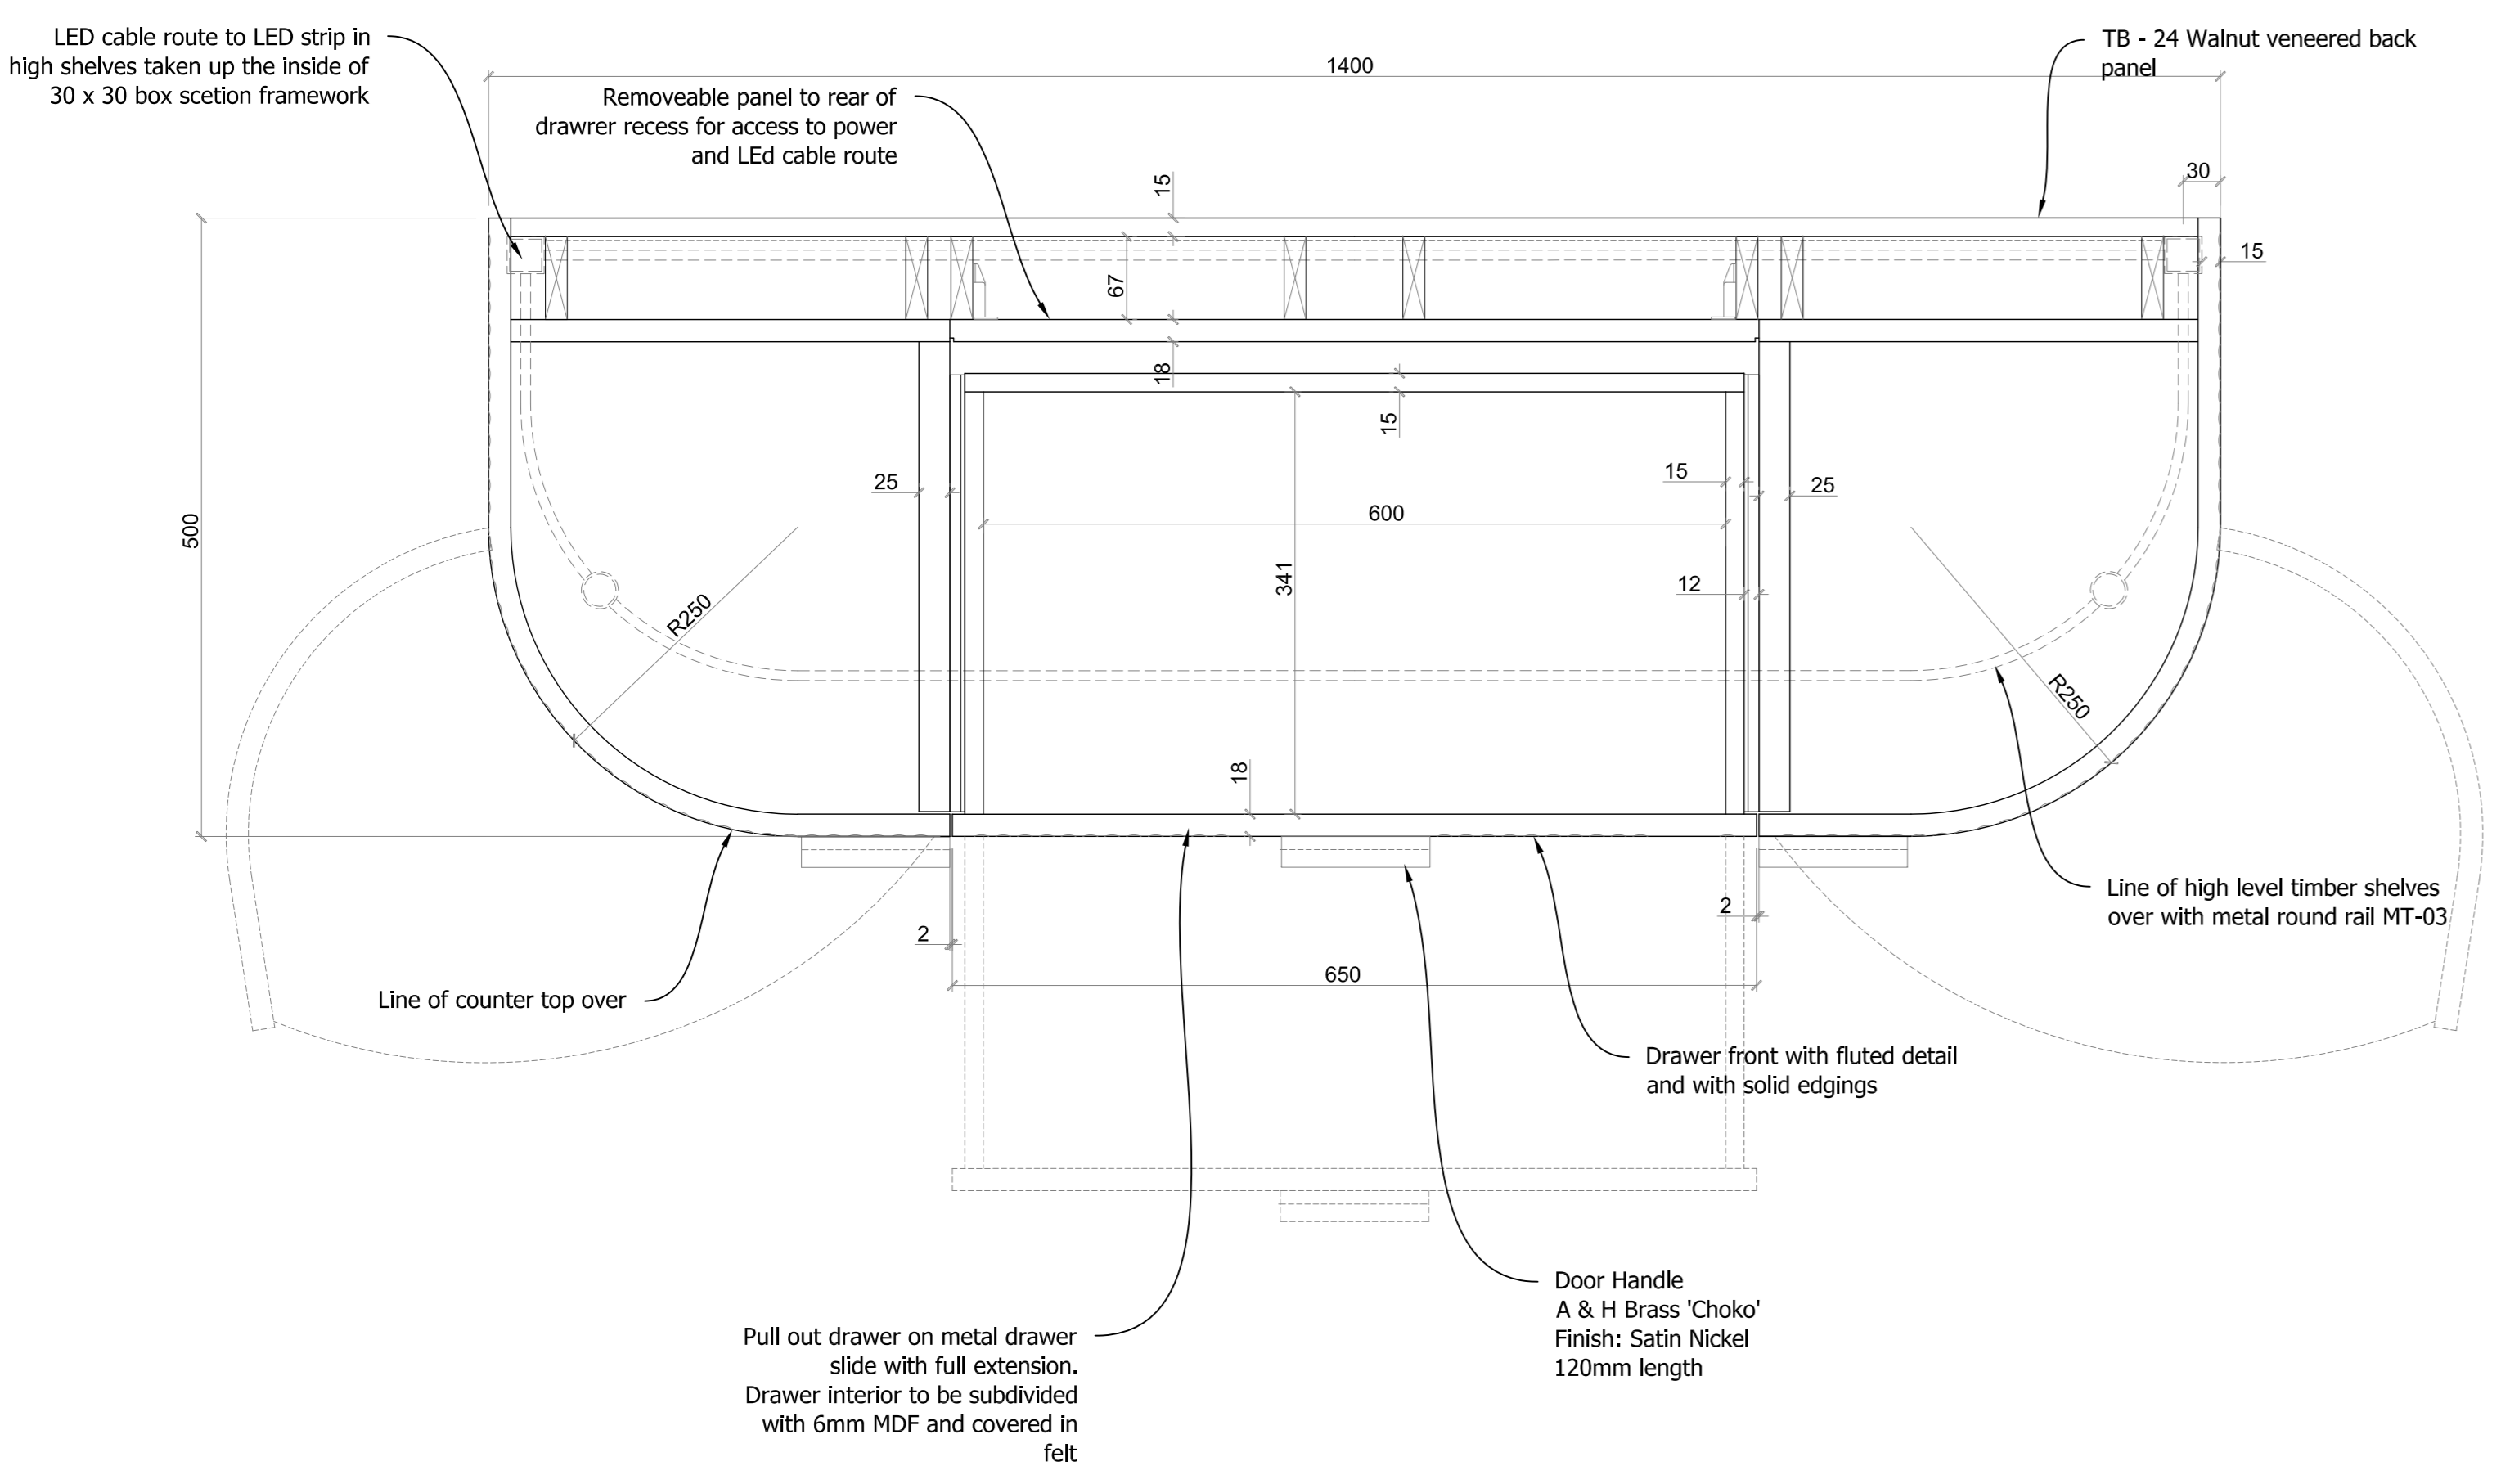 LED cable route to LED strip in
high shelves taken up the inside of
30 x 30 box scetion framework
Removeable panel to rear of
drawrer recess for access to power
and LEd cable route
1400
TB - 24 Walnut veneered back
panel
15
30
15
67
18
15
25
15
25
600
500
341
12
R250
R250
18
2
2
650
Line of high level timber shelves
over with metal round rail MT-03
Line of counter top over
Drawer front with fluted detail
and with solid edgings
Door Handle
A & H Brass 'Choko'
Finish: Satin Nickel
120mm length
Pull out drawer on metal drawer
slide with full extension.
Drawer interior to be subdivided
with 6mm MDF and covered in
felt